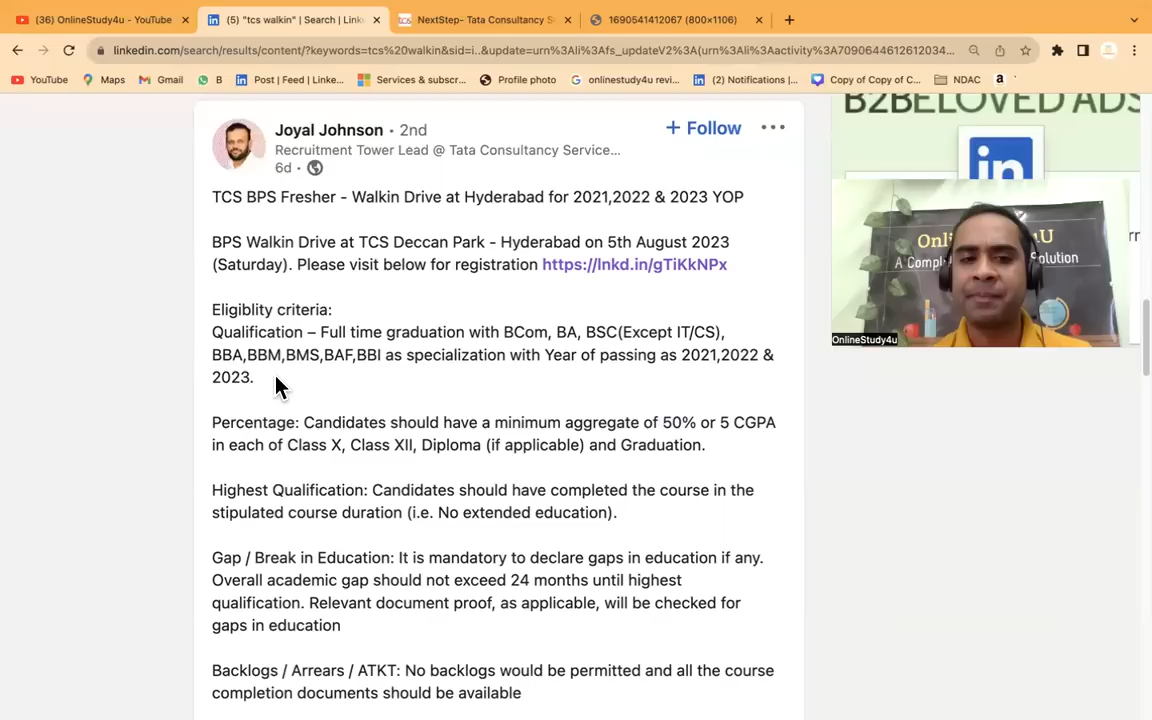 (36) OnlineStudy4u - YouTube
(5) "tcs walkin" | Search | Link
NextStep- Tata Consultancy S
1690541412067 (800×1106)
linkedin.com/search/results/content/?keywords=tcs%20walkin&sid=i..&update=urn%3Ali%3Afs_updateV2%3A(urn%3Ali%3Aactivity%3A7090644612612034...
YouTube
Maps
Gmail
B
Post | Feed | Linke...
Services & subscr...
Profile photo
onlinestudy4u revi...
(2) Notifications |...
Copy of Copy of C...
NDAC
B2BELOVED ADS
in
Joyal Johnson • 2nd
+ Follow
Recruitment Tower Lead @ Tata Consultancy Service...
6d •
TCS BPS Fresher - Walkin Drive at Hyderabad for 2021,2022 & 2023 YOP
BPS Walkin Drive at TCS Deccan Park - Hyderabad on 5th August 2023
(Saturday). Please visit below for registration https://lnkd.in/gTiKkNPx
Eligiblity criteria:
Qualification – Full time graduation with BCom, BA, BSC(Except IT/CS),
BBA,BBM,BMS,BAF,BBI as specialization with Year of passing as 2021,2022 &
2023.
Percentage: Candidates should have a minimum aggregate of 50% or 5 CGPA
in each of Class X, Class XII, Diploma (if applicable) and Graduation.
Highest Qualification: Candidates should have completed the course in the
stipulated course duration (i.e. No extended education).
Gap / Break in Education: It is mandatory to declare gaps in education if any.
Overall academic gap should not exceed 24 months until highest
qualification. Relevant document proof, as applicable, will be checked for
gaps in education
Backlogs / Arrears / ATKT: No backlogs would be permitted and all the course
completion documents should be available
OnlineStudy4u